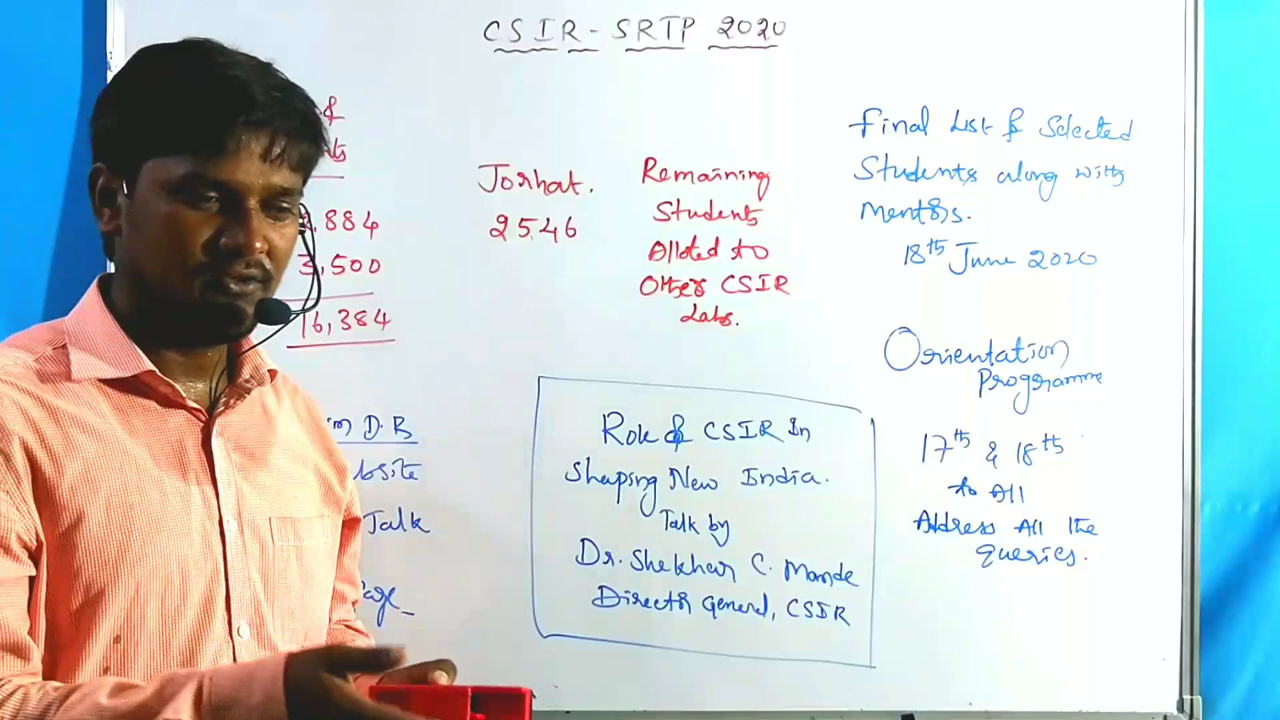 CSIR - SRTP 2020
&
884
3,500
16,384
D.R
Talk
Jorhat.
2546
Remaining
Students
Alloted to
Other CSIR
Labs.
Role of CSIR In
Shaping New India.
Talk by
Dr. Shekhar C. Mande
Director General, CSIR
Final List of Selected
Students along with
Mentors.
18th June 2020
Orientation
Programme
17th & 18th
to All
Address All the
queries.